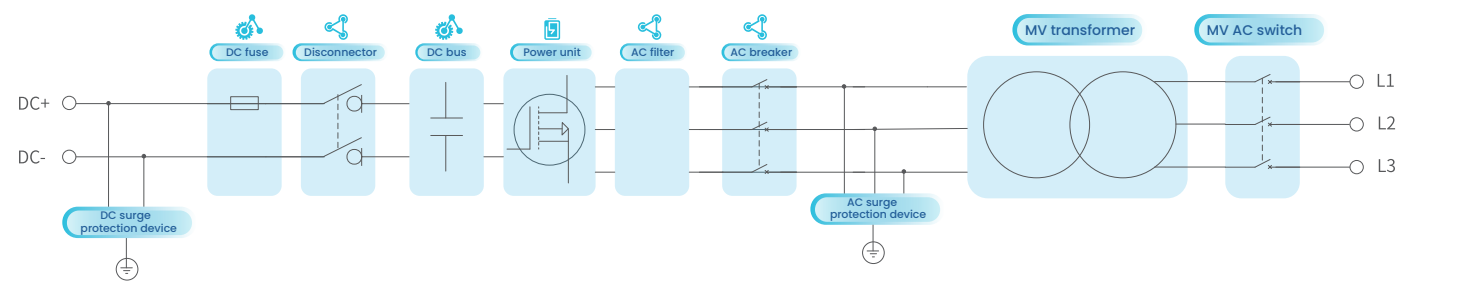 MV transformer
MV AC switch
DC fuse
Disconnector
DC bus
Power unit
AC filter
AC breaker
DC+
L1
L2
DC-
L3
DC surge
protection device
AC surge
protection device